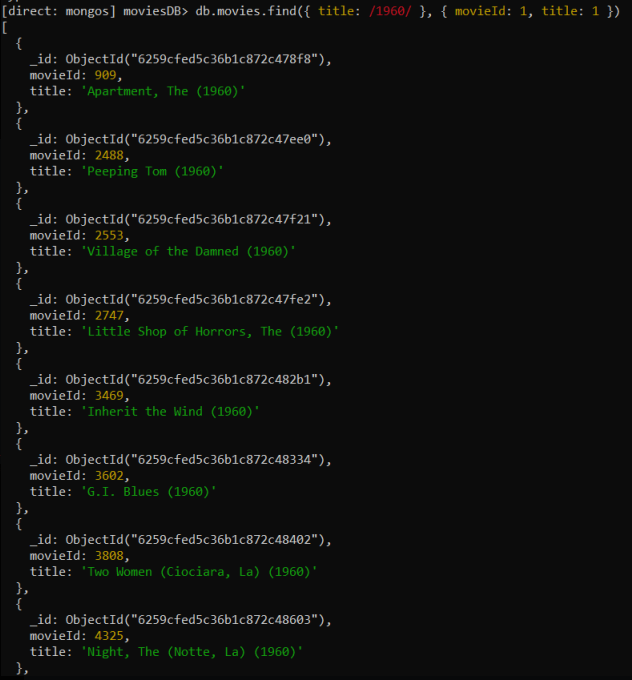 [direct: mongos] moviesDB> db.movies.find({ title: /1960/ }, { movieId: 1, title: 1 })
[
  {
    _id: ObjectId("6259cfed5c36b1c872c478f8"),
    movieId: 909,
    title: 'Apartment, The (1960)'
  },
  {
    _id: ObjectId("6259cfed5c36b1c872c47ee0"),
    movieId: 2488,
    title: 'Peeping Tom (1960)'
  },
  {
    _id: ObjectId("6259cfed5c36b1c872c47f21"),
    movieId: 2553,
    title: 'Village of the Damned (1960)'
  },
  {
    _id: ObjectId("6259cfed5c36b1c872c47fe2"),
    movieId: 2747,
    title: 'Little Shop of Horrors, The (1960)'
  },
  {
    _id: ObjectId("6259cfed5c36b1c872c482b1"),
    movieId: 3469,
    title: 'Inherit the Wind (1960)'
  },
  {
    _id: ObjectId("6259cfed5c36b1c872c48334"),
    movieId: 3602,
    title: 'G.I. Blues (1960)'
  },
  {
    _id: ObjectId("6259cfed5c36b1c872c48402"),
    movieId: 3808,
    title: 'Two Women (Ciociara, La) (1960)'
  },
  {
    _id: ObjectId("6259cfed5c36b1c872c48603"),
    movieId: 4325,
    title: 'Night, The (Notte, La) (1960)'
  },